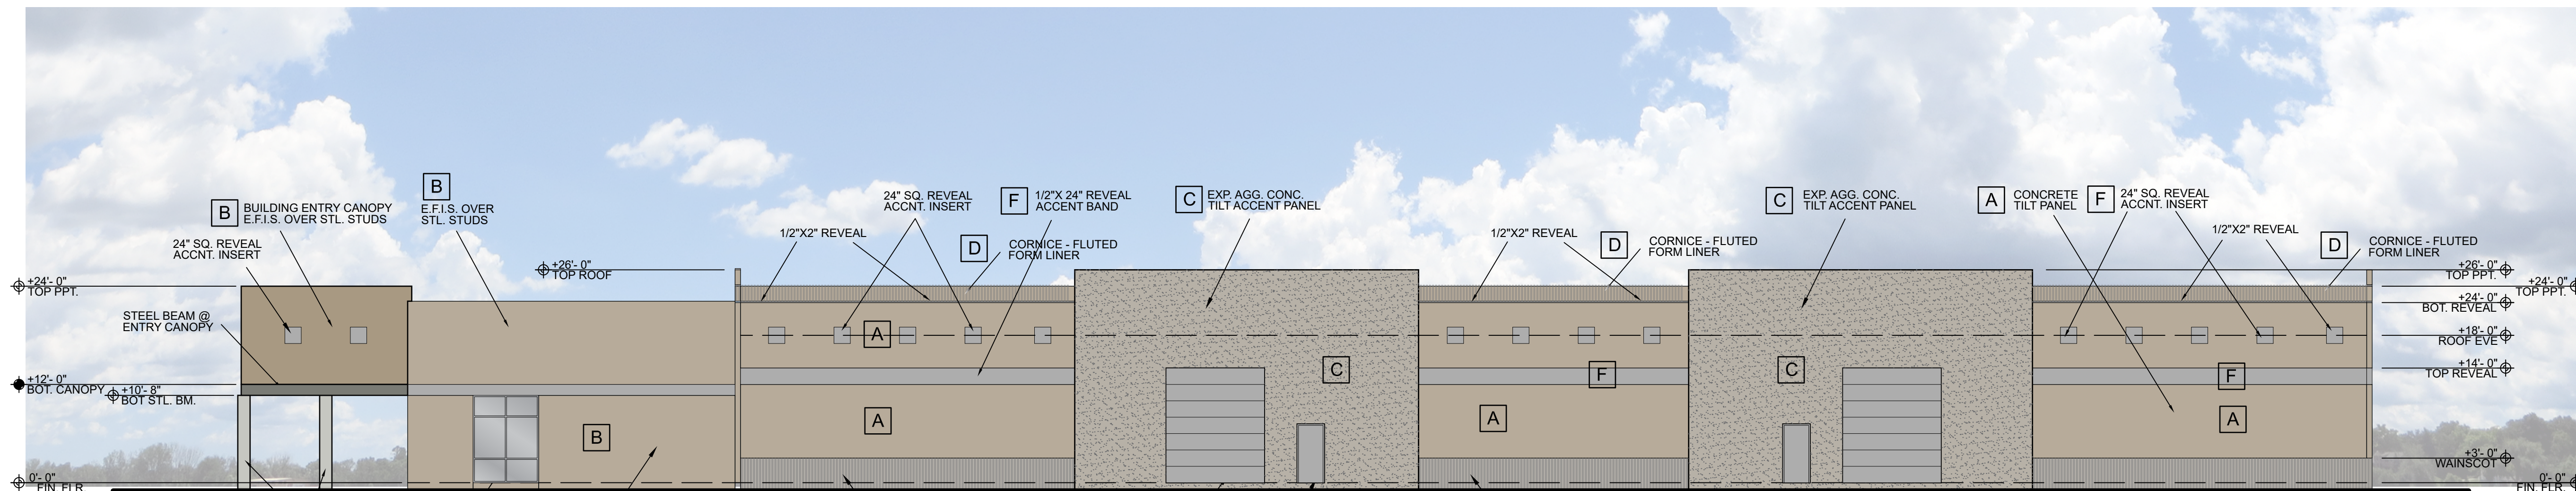 B
BUILDING ENTRY CANOPY
E.F.I.S. OVER STL. STUDS
24" SQ. REVEAL
ACCNT. INSERT
B
E.F.I.S. OVER
STL. STUDS
+26'- 0"
TOP ROOF
+24'- 0"
TOP PPT.
STEEL BEAM @
ENTRY CANOPY
+12'- 0"
BOT. CANOPY
+10'- 8"
BOT STL. BM.
0'- 0"
FIN. FLR.
B
1/2"X2" REVEAL
24" SQ. REVEAL
ACCNT. INSERT
F
1/2"X 24" REVEAL
ACCENT BAND
D
CORNICE - FLUTED
FORM LINER
A
A
C
EXP. AGG. CONC.
TILT ACCENT PANEL
C
1/2"X2" REVEAL
D
CORNICE - FLUTED
FORM LINER
F
A
C
EXP. AGG. CONC.
TILT ACCENT PANEL
C
A
CONCRETE
TILT PANEL
F
24" SQ. REVEAL
ACCNT. INSERT
1/2"X2" REVEAL
D
CORNICE - FLUTED
FORM LINER
F
A
+26'- 0"
TOP PPT.
+24'- 0"
TOP PPT.
+24'- 0"
BOT. REVEAL
+18'- 0"
ROOF EVE
+14'- 0"
TOP REVEAL
+3'- 0"
WAINSCOT
0'- 0"
FIN. FLR.